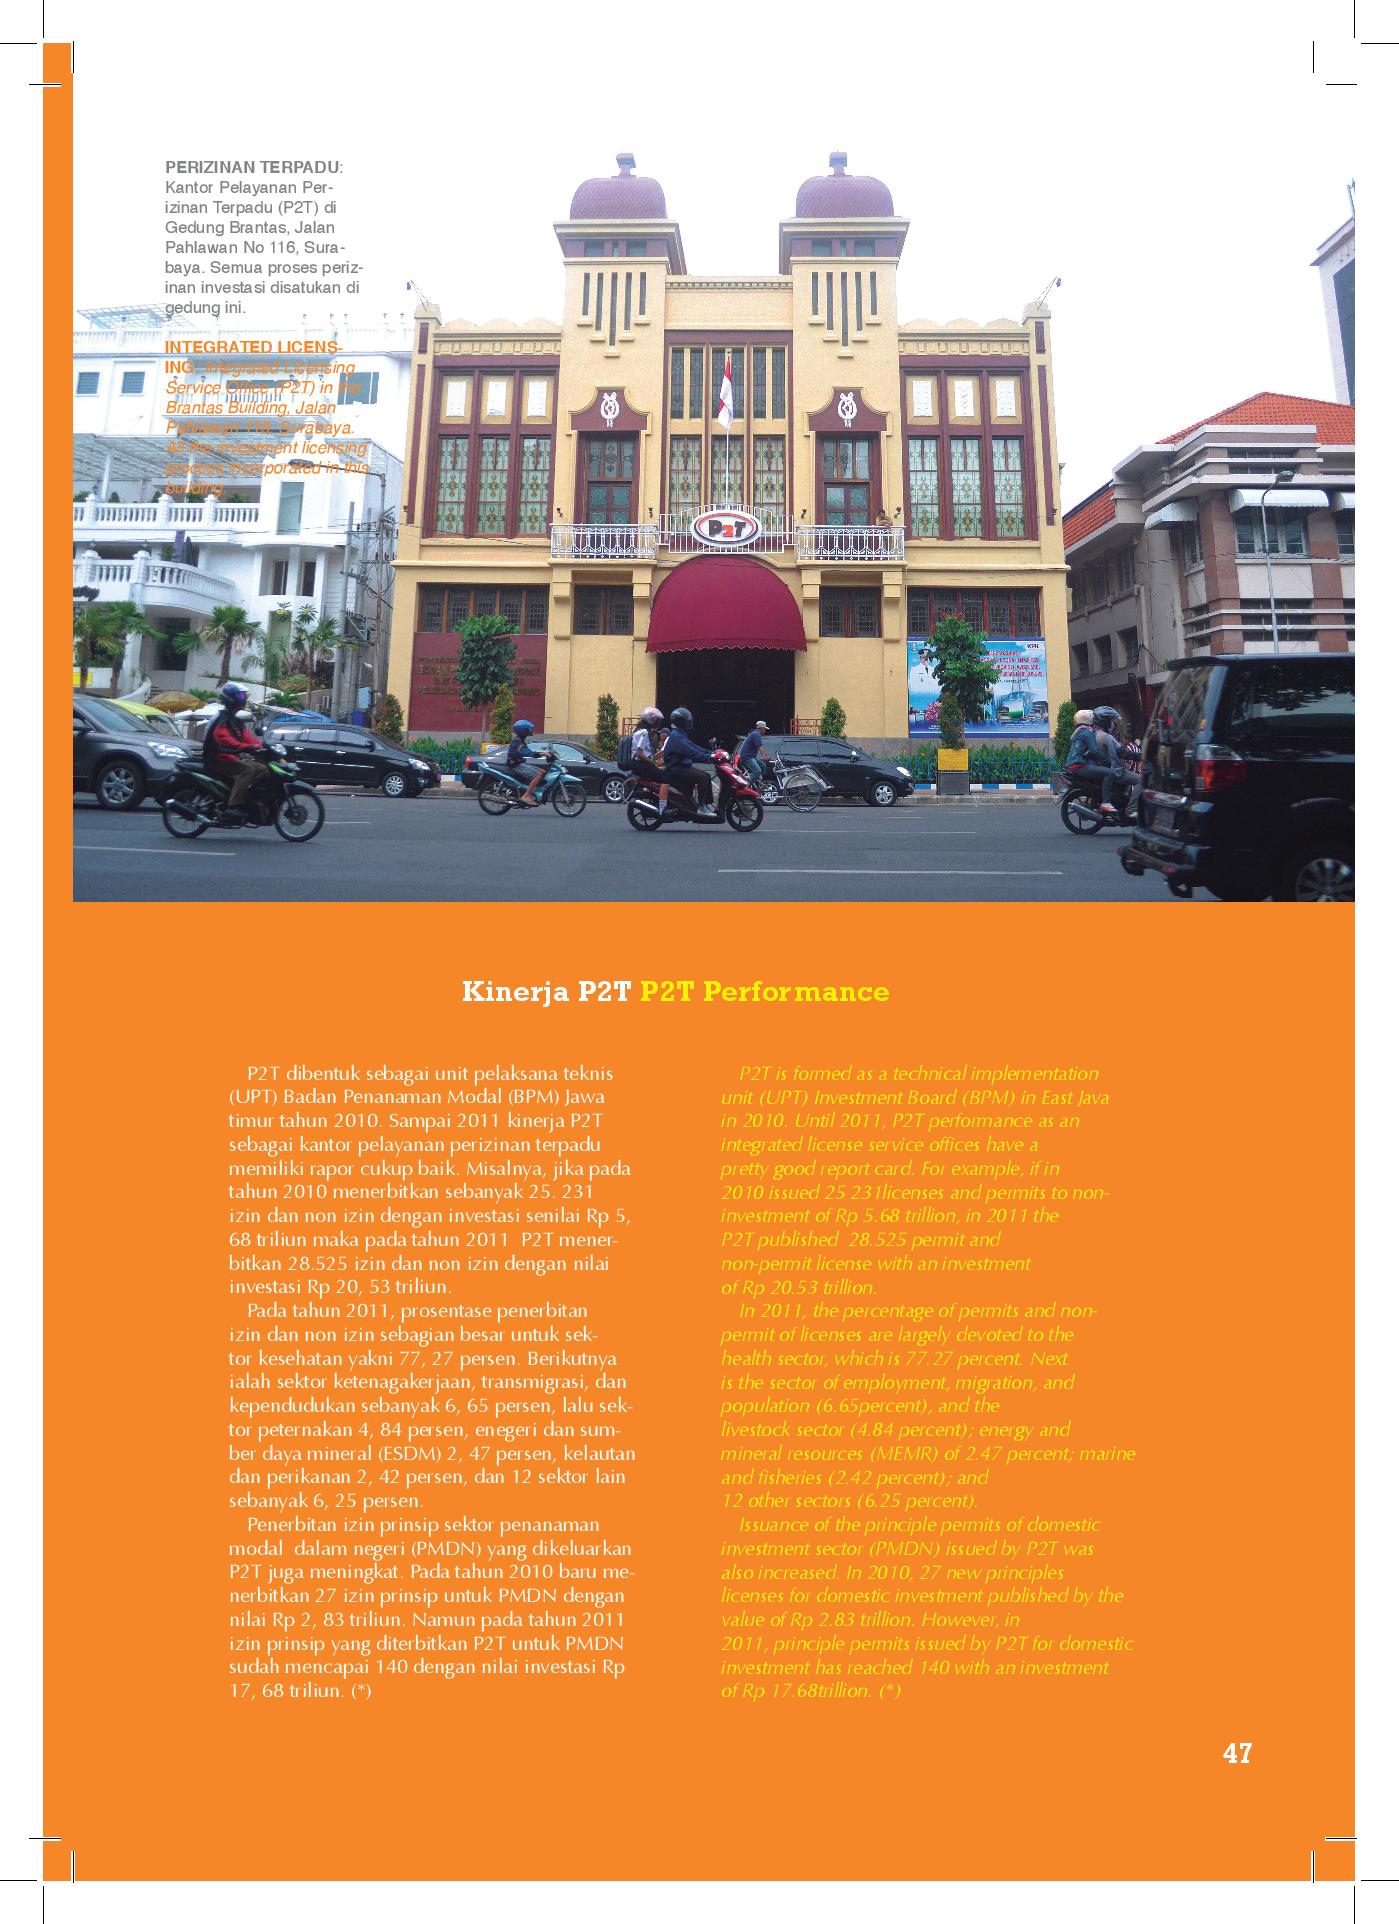 PERIZINAN TERPADU:
Kantor Pelayanan Per-
izinan Terpadu (P2T) di
Gedung Brantas, Jalan
Pahlawan No 116, Sura-
baya. Semua proses periz-
inan investasi disatukan di
gedung ini.
INTEGRATED LICENS-
ING: Integrated Licensing
Service Office (P2T) in the
Brantas Building, Jalan
Pahlawan 116, Surabaya.
All the investment licensing
process incorporated in this
building.
P2T
Kinerja P2T P2T Performance
P2T dibentuk sebagai unit pelaksana teknis
(UPT) Badan Penanaman Modal (BPM) Jawa
timur tahun 2010. Sampai 2011 kinerja P2T
sebagai kantor pelayanan perizinan terpadu
memiliki rapor cukup baik. Misalnya, jika pada
tahun 2010 menerbitkan sebanyak 25. 231
izin dan non izin dengan investasi senilai Rp 5,
68 triliun maka pada tahun 2011  P2T mener-
bitkan 28.525 izin dan non izin dengan nilai
investasi Rp 20, 53 triliun.
Pada tahun 2011, prosentase penerbitan
izin dan non izin sebagian besar untuk sek-
tor kesehatan yakni 77, 27 persen. Berikutnya
ialah sektor ketenagakerjaan, transmigrasi, dan
kependudukan sebanyak 6, 65 persen, lalu sek-
tor peternakan 4, 84 persen, enegeri dan sum-
ber daya mineral (ESDM) 2, 47 persen, kelautan
dan perikanan 2, 42 persen, dan 12 sektor lain
sebanyak 6, 25 persen.
Penerbitan izin prinsip sektor penanaman
modal  dalam negeri (PMDN) yang dikeluarkan
P2T juga meningkat. Pada tahun 2010 baru me-
nerbitkan 27 izin prinsip untuk PMDN dengan
nilai Rp 2, 83 triliun. Namun pada tahun 2011
izin prinsip yang diterbitkan P2T untuk PMDN
sudah mencapai 140 dengan nilai investasi Rp
17, 68 triliun. (*)
P2T is formed as a technical implementation
unit (UPT) Investment Board (BPM) in East Java
in 2010. Until 2011, P2T performance as an
integrated license service offices have a
pretty good report card. For example, if in
2010 issued 25 231licenses and permits to non-
investment of Rp 5.68 trillion, in 2011 the
P2T published  28.525 permit and
non-permit license with an investment
of Rp 20.53 trillion.
In 2011, the percentage of permits and non-
permit of licenses are largely devoted to the
health sector, which is 77.27 percent. Next
is the sector of employment, migration, and
population (6.65percent), and the
livestock sector (4.84 percent); energy and
mineral resources (MEMR) of 2.47 percent; marine
and fisheries (2.42 percent); and
12 other sectors (6.25 percent).
Issuance of the principle permits of domestic
investment sector (PMDN) issued by P2T was
also increased. In 2010, 27 new principles
licenses for domestic investment published by the
value of Rp 2.83 trillion. However, in
2011, principle permits issued by P2T for domestic
investment has reached 140 with an investment
of Rp 17.68trillion. (*)
47